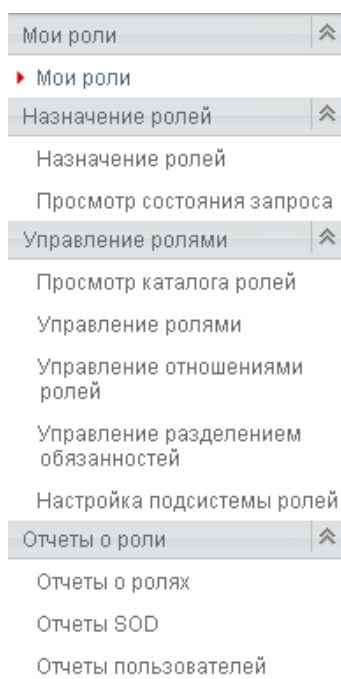 Мои роли
Мои роли
Назначение ролей
Назначение ролей
Просмотр состояния запроса
Управление ролями
Просмотр каталога ролей
Управление ролями
Управление отношениями
ролей
Управление разделением
обязанностей
Настройка подсистемы ролей
Отчеты о роли
Отчеты о ролях
Отчеты SOD
Отчеты пользователей